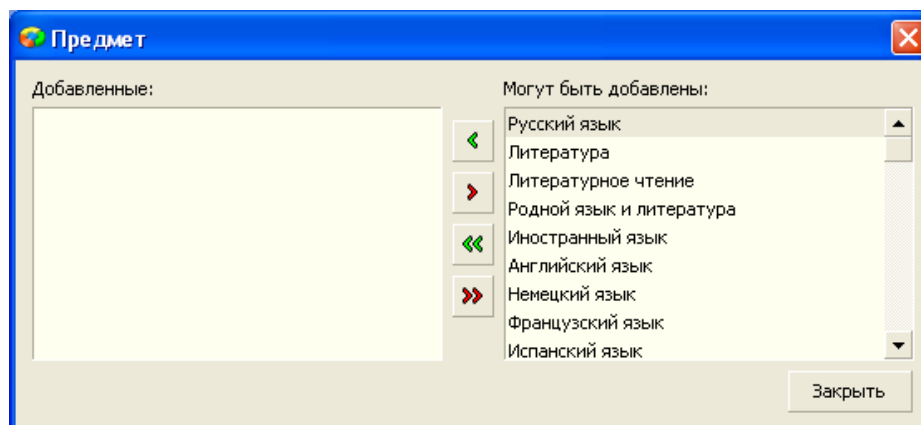 Предмет
Добавленные:
Могут быть добавлены:
Русский язык
Литература
Литературное чтение
Родной язык и литература
Иностранный язык
Английский язык
Немецкий язык
Французский язык
Испанский язык
Закрыть